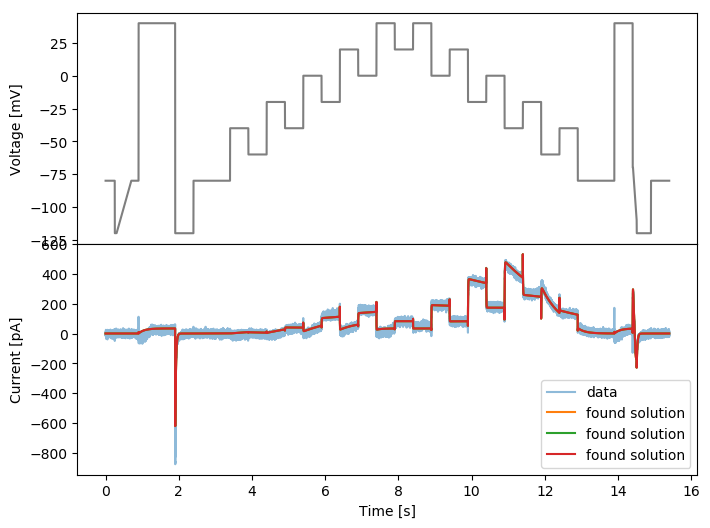 Voltage [mV]
25
0
−25
−50
−75
−100
−125
Current [pA]
600
400
200
0
−200
−400
−600
−800
data
found solution
found solution
found solution
0 2 4 6 8 10 12 14 16
Time [s]